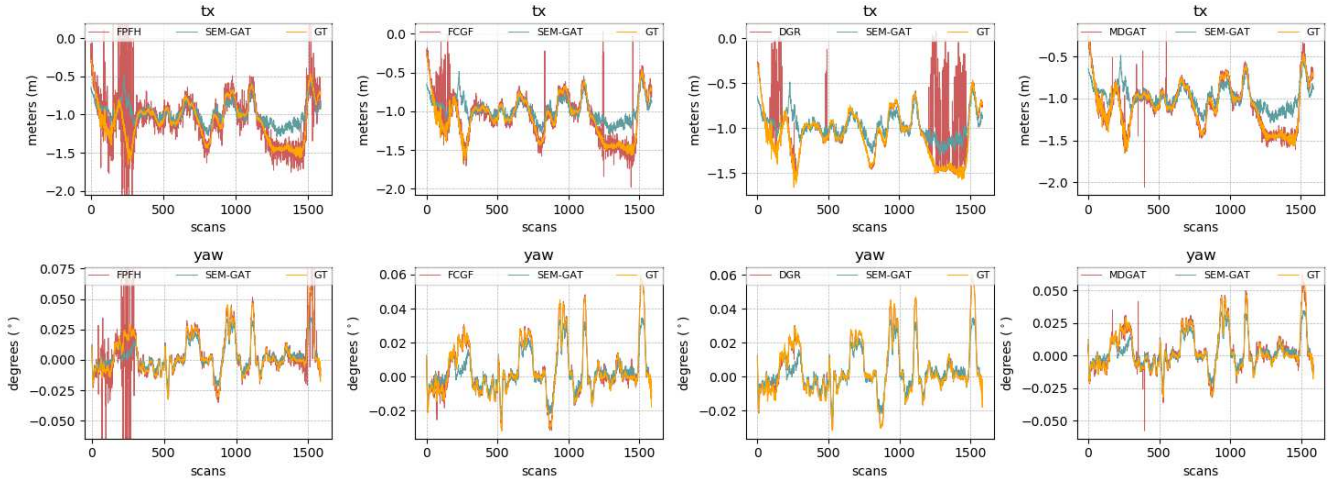 tx tx tx tx
FPFH SEM-GAT GT
FCGF SEM-GAT GT
DGR SEM-GAT GT
MDGAT SEM-GAT GT
meters (m)
0.0
−0.5
−1.0
−1.5
−2.0
0 500 1000 1500
scans
meters (m)
0.0
−0.5
−1.0
−1.5
−2.0
0 500 1000 1500
scans
meters (m)
0.0
−0.5
−1.0
−1.5
0 500 1000 1500
scans
meters (m)
0.0
−0.5
−1.0
−1.5
−2.0
0 500 1000 1500
scans
yaw yaw yaw yaw
FPFH SEM-GAT GT
FCGF SEM-GAT GT
DGR SEM-GAT GT
MDGAT SEM-GAT GT
degrees (°)
0.075
0.050
0.025
0.000
−0.025
−0.050
0 500 1000 1500
scans
degrees (°)
0.06
0.04
0.02
0.00
−0.02
0 500 1000 1500
scans
degrees (°)
0.06
0.04
0.02
0.00
−0.02
0 500 1000 1500
scans
degrees (°)
0.050
0.025
0.000
−0.025
−0.050
0 500 1000 1500
scans